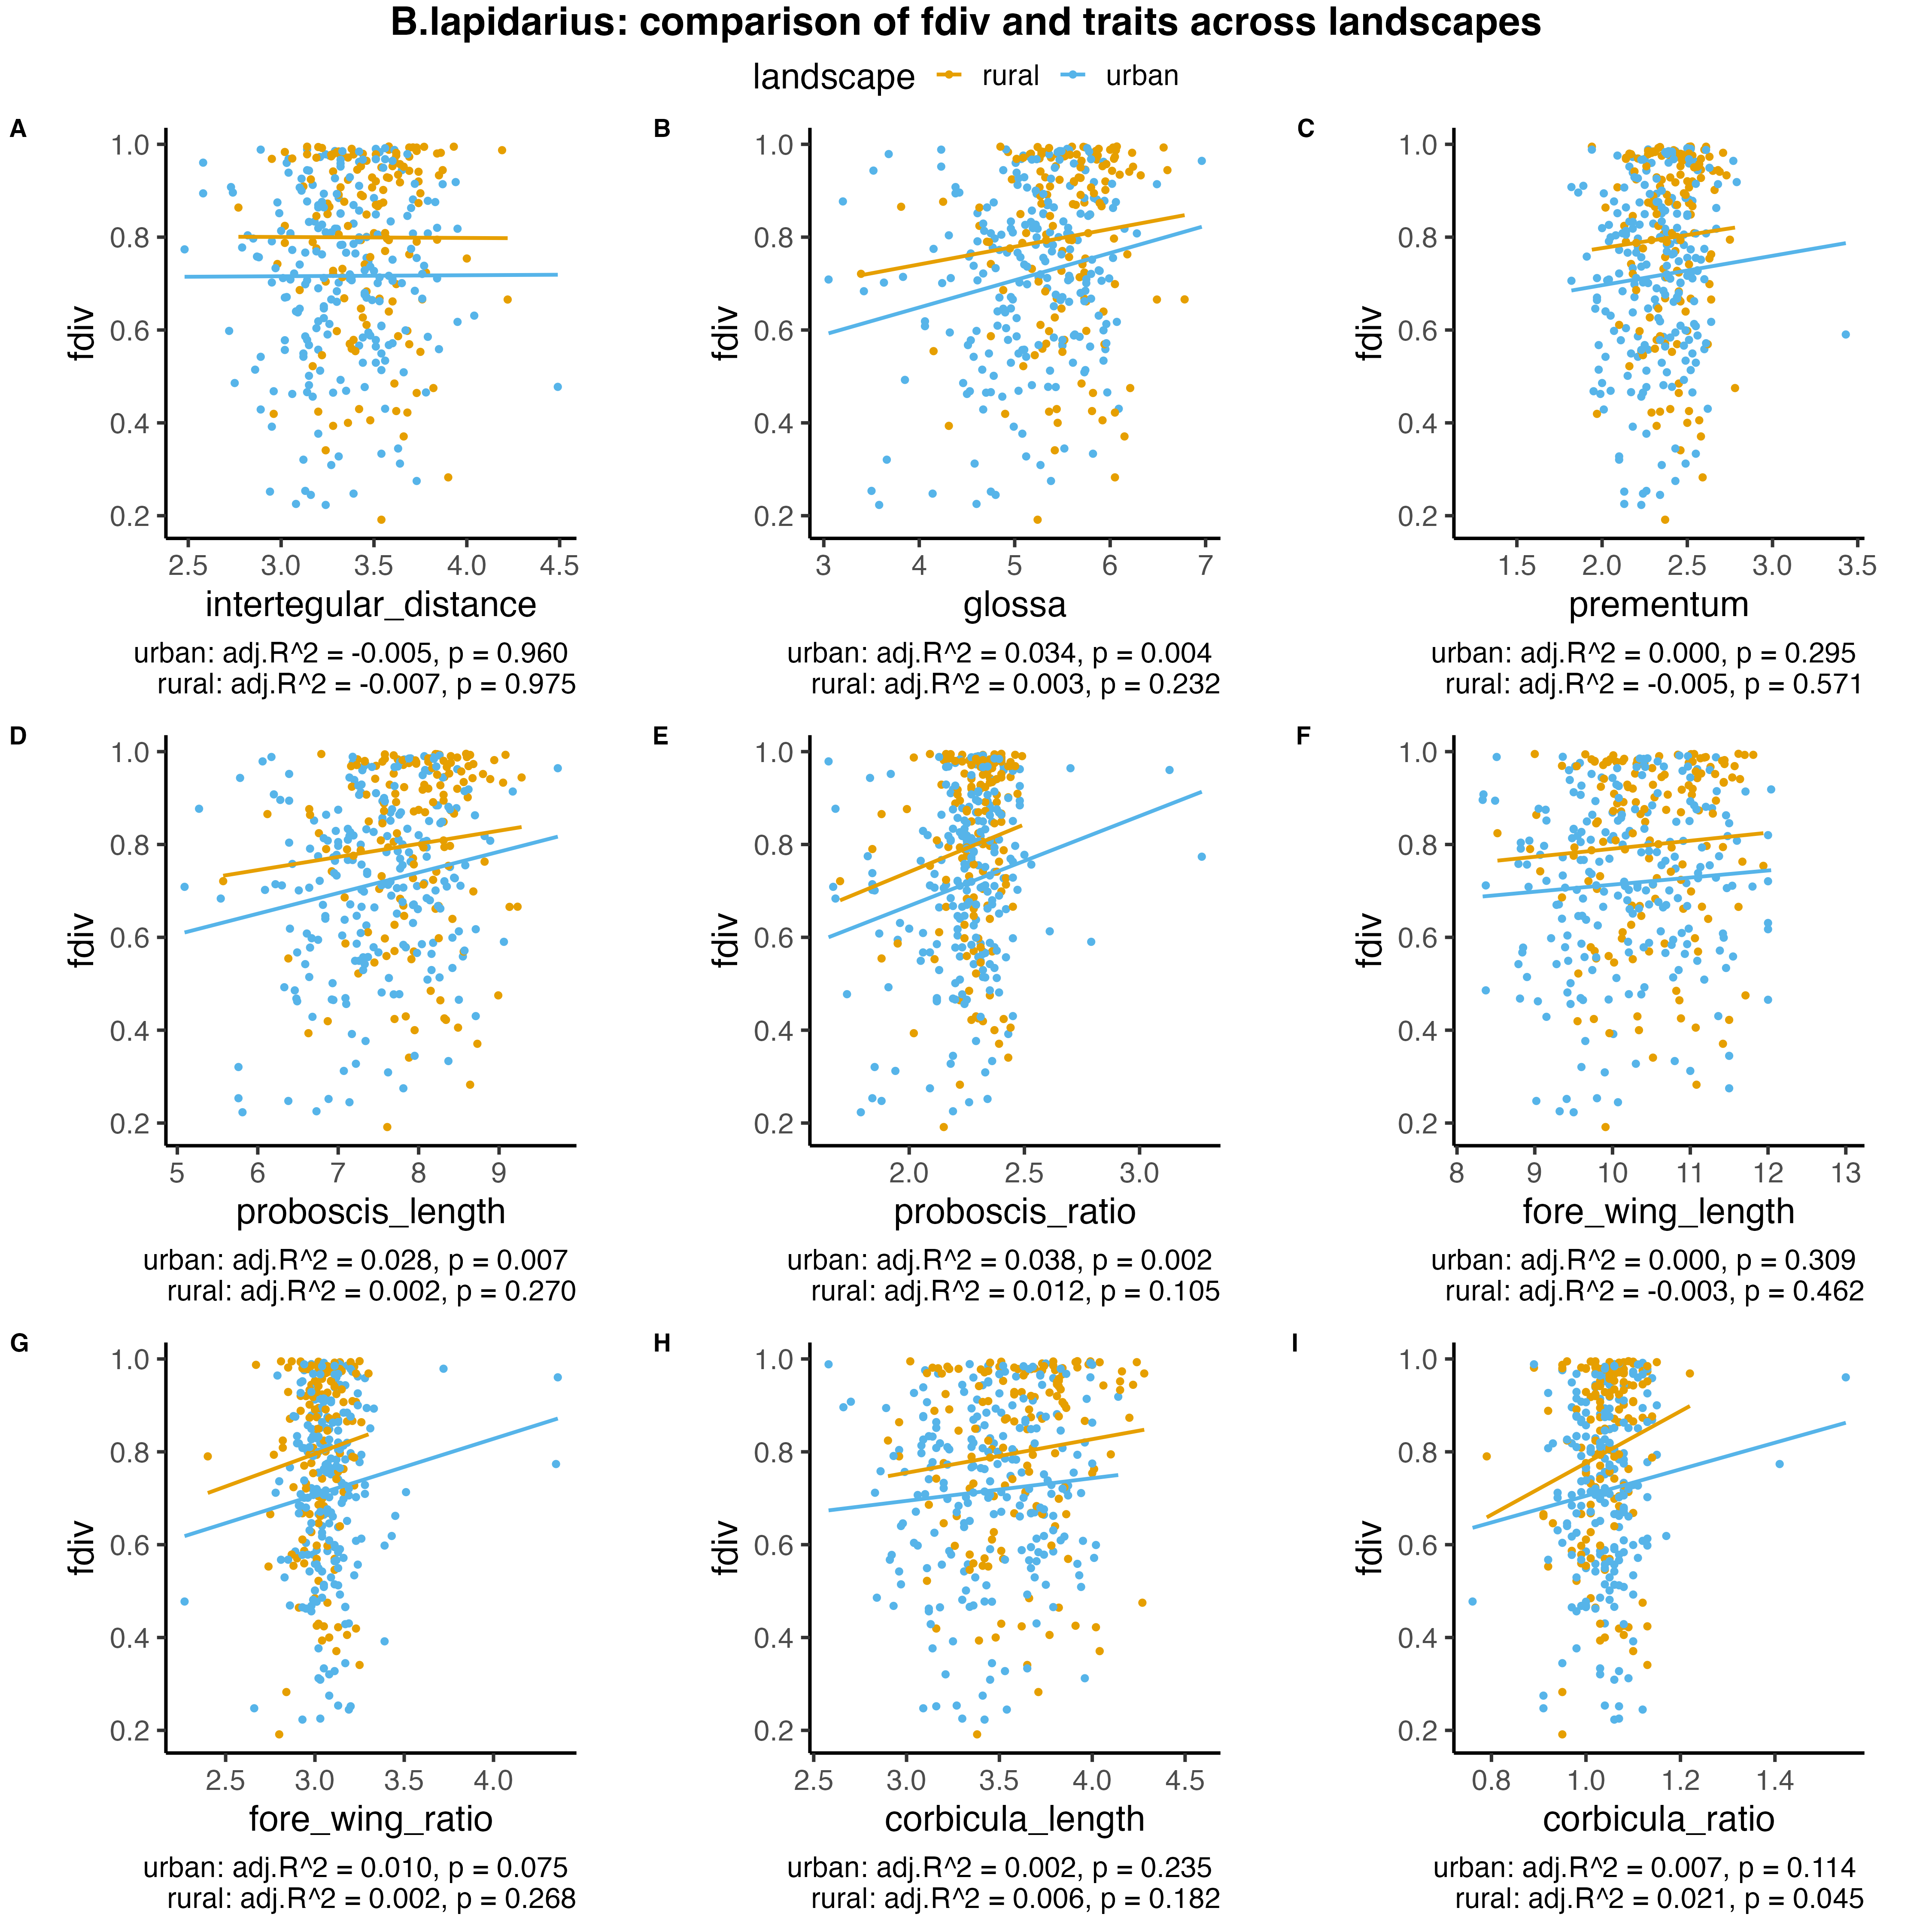 B.lapidarius: comparison of fdiv and traits across landscapes
landscape rural urban
A
1.0
0.8
0.6
0.4
0.2
fdiv
2.5 3.0 3.5 4.0 4.5
intertegular_distance
urban: adj.R^2 = -0.005, p = 0.960
rural: adj.R^2 = -0.007, p = 0.975
B
1.0
0.8
0.6
0.4
0.2
fdiv
3 4 5 6 7
glossa
urban: adj.R^2 = 0.034, p = 0.004
rural: adj.R^2 = 0.003, p = 0.232
C
1.0
0.8
0.6
0.4
0.2
fdiv
1.5 2.0 2.5 3.0 3.5
prementum
urban: adj.R^2 = 0.000, p = 0.295
rural: adj.R^2 = -0.005, p = 0.571
D
1.0
0.8
0.6
0.4
0.2
fdiv
5 6 7 8 9
proboscis_length
urban: adj.R^2 = 0.028, p = 0.007
rural: adj.R^2 = 0.002, p = 0.270
E
1.0
0.8
0.6
0.4
0.2
fdiv
2.0 2.5 3.0
proboscis_ratio
urban: adj.R^2 = 0.038, p = 0.002
rural: adj.R^2 = 0.012, p = 0.105
F
1.0
0.8
0.6
0.4
0.2
fdiv
8 9 10 11 12 13
fore_wing_length
urban: adj.R^2 = 0.000, p = 0.309
rural: adj.R^2 = -0.003, p = 0.462
G
1.0
0.8
0.6
0.4
0.2
fdiv
2.5 3.0 3.5 4.0
fore_wing_ratio
urban: adj.R^2 = 0.010, p = 0.075
rural: adj.R^2 = 0.002, p = 0.268
H
1.0
0.8
0.6
0.4
0.2
fdiv
2.5 3.0 3.5 4.0 4.5
corbicula_length
urban: adj.R^2 = 0.002, p = 0.235
rural: adj.R^2 = 0.006, p = 0.182
I
1.0
0.8
0.6
0.4
0.2
fdiv
0.8 1.0 1.2 1.4
corbicula_ratio
urban: adj.R^2 = 0.007, p = 0.114
rural: adj.R^2 = 0.021, p = 0.045